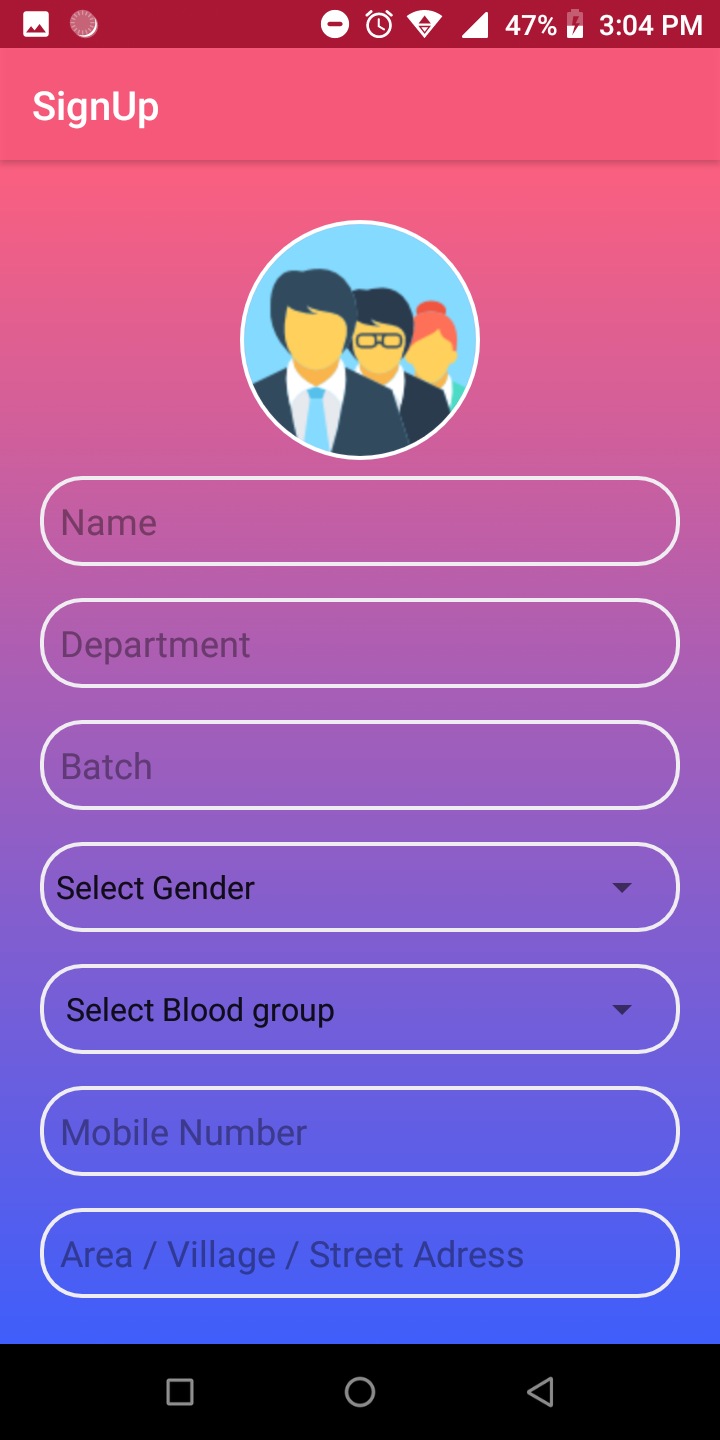 47% 3:04 PM
SignUp
Name
Department
Batch
Select Gender
Select Blood group
Mobile Number
Area / Village / Street Adress